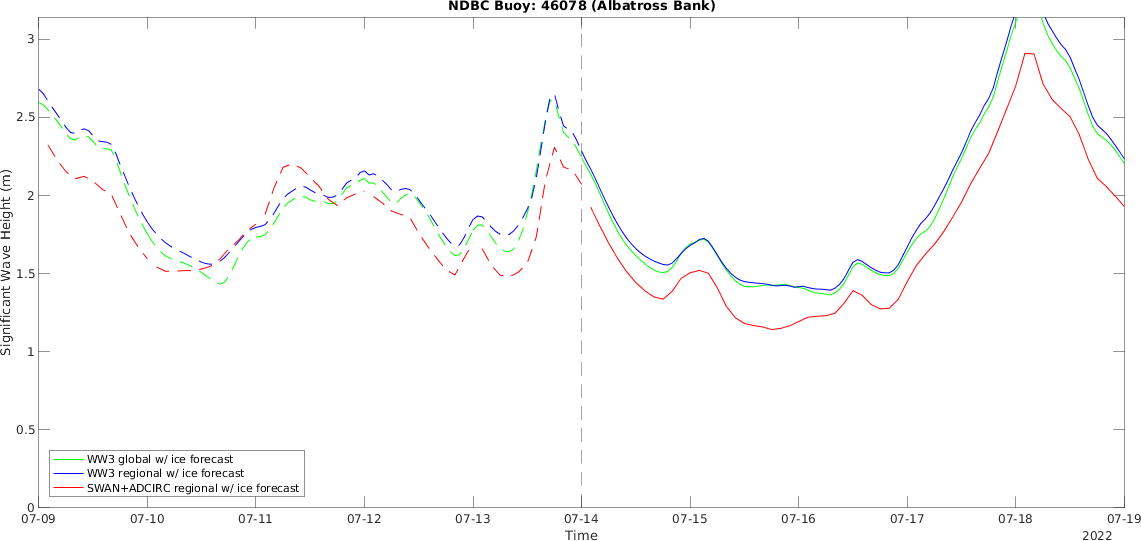 NDBC Buoy: 46078 (Albatross Bank)
Significant Wave Height (m)
3
2.5
2
1.5
1
0.5
0
WW3 global w/ ice forecast
WW3 regional w/ ice forecast
SWAN+ADCIRC regional w/ ice forecast
07-09 07-10 07-11 07-12 07-13 07-14 07-15 07-16 07-17 07-18 07-19
Time
2022